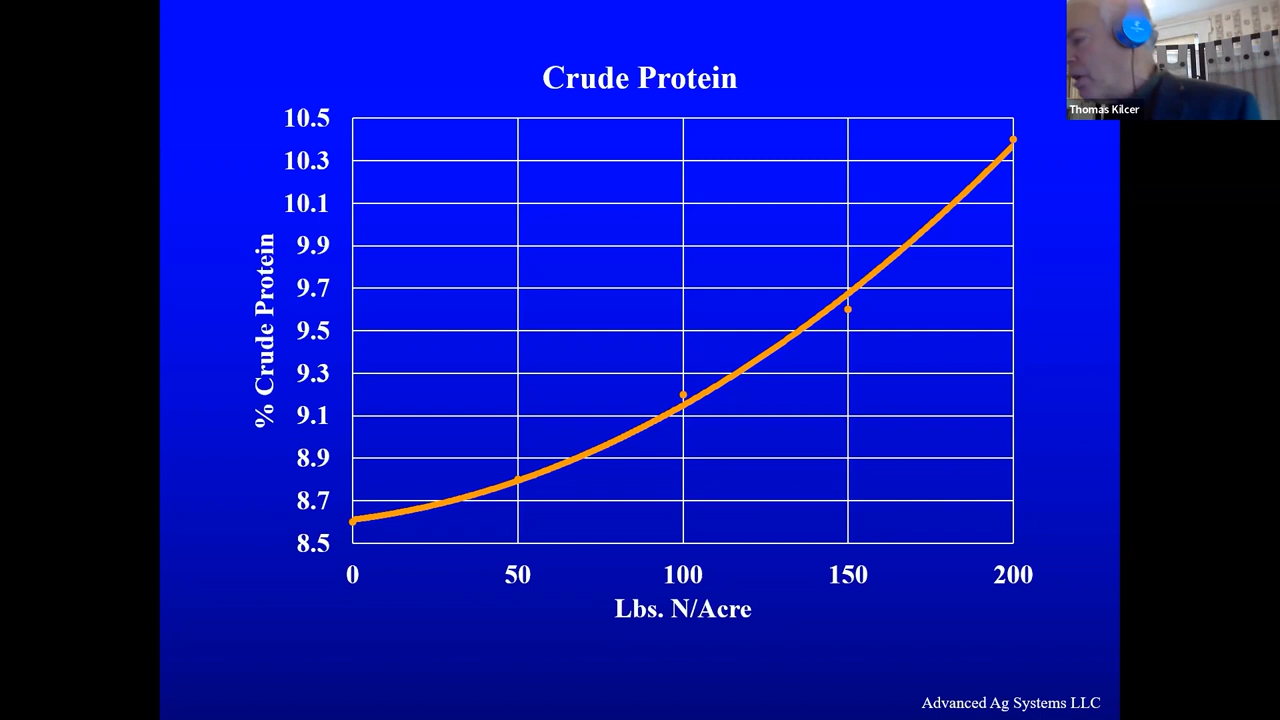 Crude Protein
10.5
10.3
10.1
9.9
9.7
9.5
9.3
9.1
8.9
8.7
8.5
% Crude Protein
0 50 100 150 200
Lbs. N/Acre
Advanced Ag Systems LLC
Thomas Kilcer